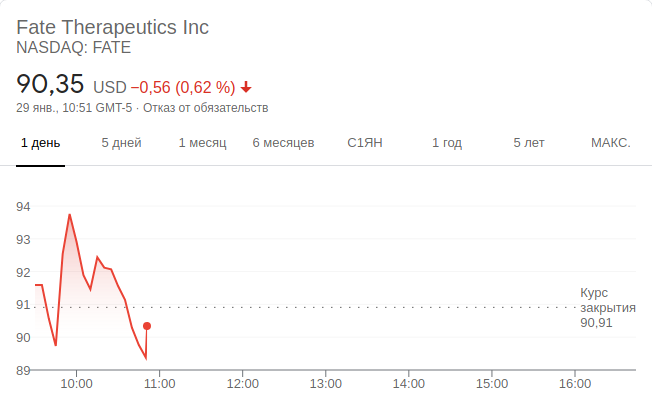 Fate Therapeutics Inc
NASDAQ: FATE
90,35 USD −0,56 (0,62 %)
29 янв., 10:51 GMT-5 · Отказ от обязательств
1 день 5 дней 1 месяц 6 месяцев С1ЯН 1 год 5 лет МАКС.
94
93
92
91
90
89
Курс
закрытия
90,91
10:00 11:00 12:00 13:00 14:00 15:00 16:00